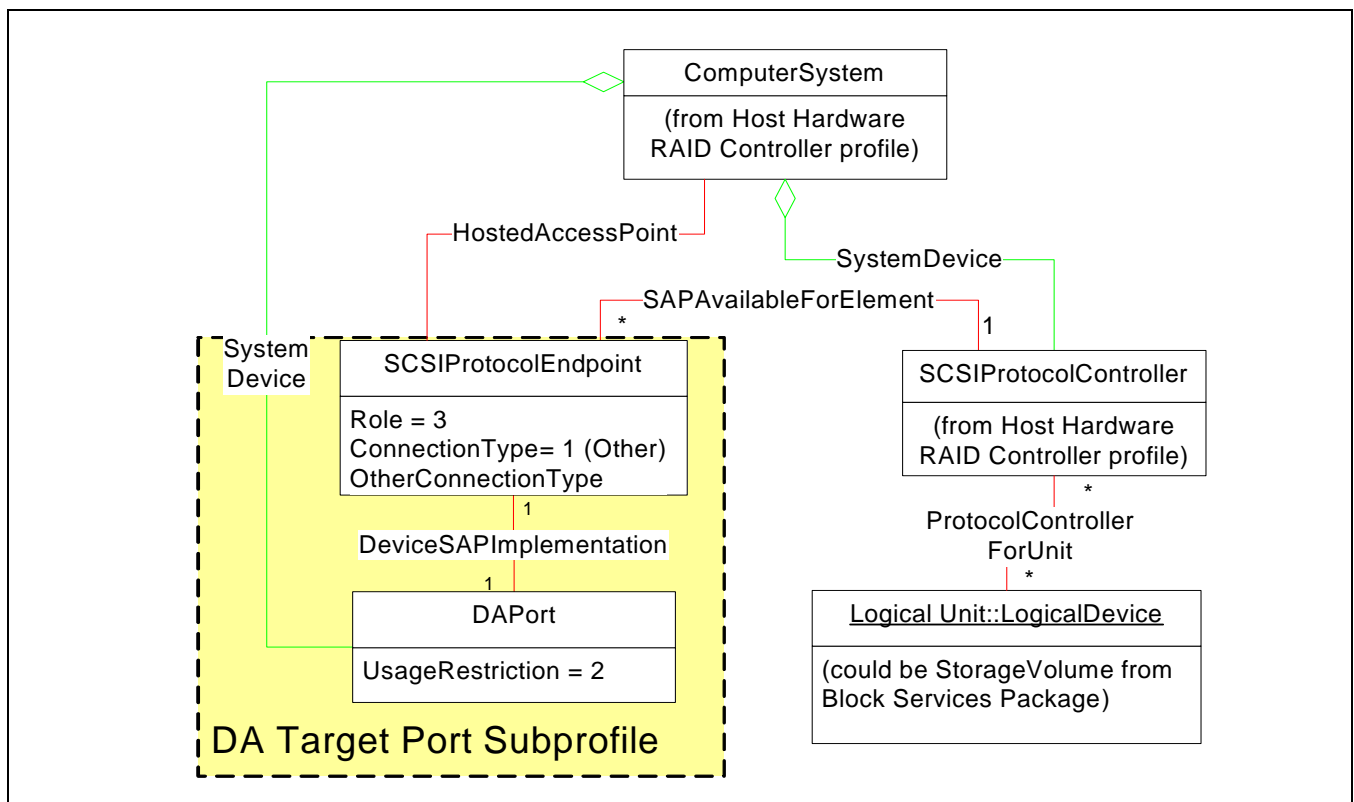 ComputerSystem
(from Host Hardware
RAID Controller profile)
HostedAccessPoint
SystemDevice
SAPAvailableForElement
*
1
System
Device
SCSIProtocolEndpoint
Role = 3
ConnectionType= 1 (Other)
OtherConnectionType
SCSIProtocolController
(from Host Hardware
RAID Controller profile)
1
*
DeviceSAPImplementation
ProtocolController
ForUnit
1
*
DAPort
UsageRestriction = 2
Logical Unit::LogicalDevice
(could be StorageVolume from
Block Services Package)
DA Target Port Subprofile